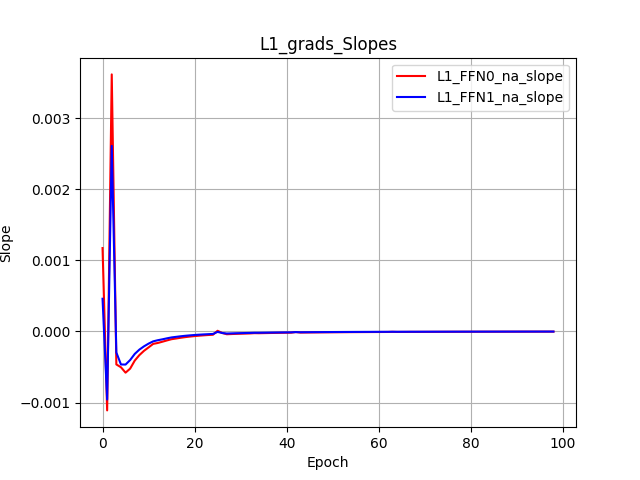 L1_grads_Slopes
L1_FFN0_na_slope
L1_FFN1_na_slope
Slope
0.003
0.002
0.001
0.000
−0.001
0 20 40 60 80 100
Epoch